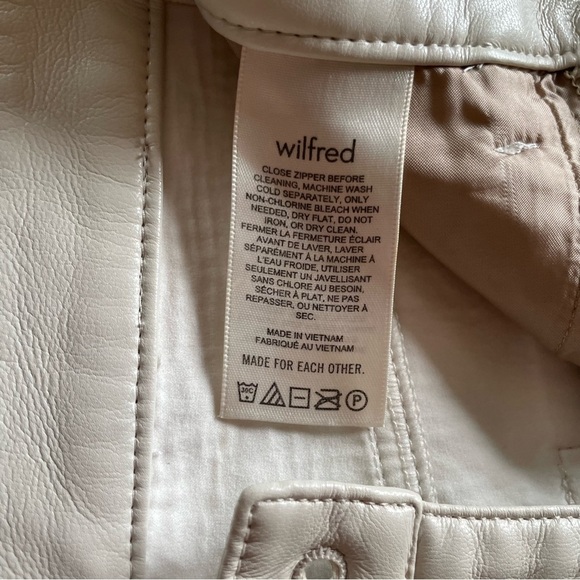 wilfred
CLOSE ZIPPER BEFORE
CLEANING, MACHINE WASH
COLD SEPARATELY, ONLY
NON-CHLORINE BLEACH WHEN
NEEDED, DRY FLAT, DO NOT
IRON, OR DRY CLEAN.
FERMER LA FERMETURE ÉCLAIR
AVANT DE LAVER, LAVER
SÉPARÉMENT À LA MACHINE À
L'EAU FROIDE, UTILISER
SEULEMENT UN JAVELLISANT
SANS CHLORE AU BESOIN,
SÉCHER À PLAT, NE PAS
REPASSER, OU NETTOYER À
SEC.
MADE IN VIETNAM
FABRIQUÉ AU VIETNAM
MADE FOR EACH OTHER.
30C P